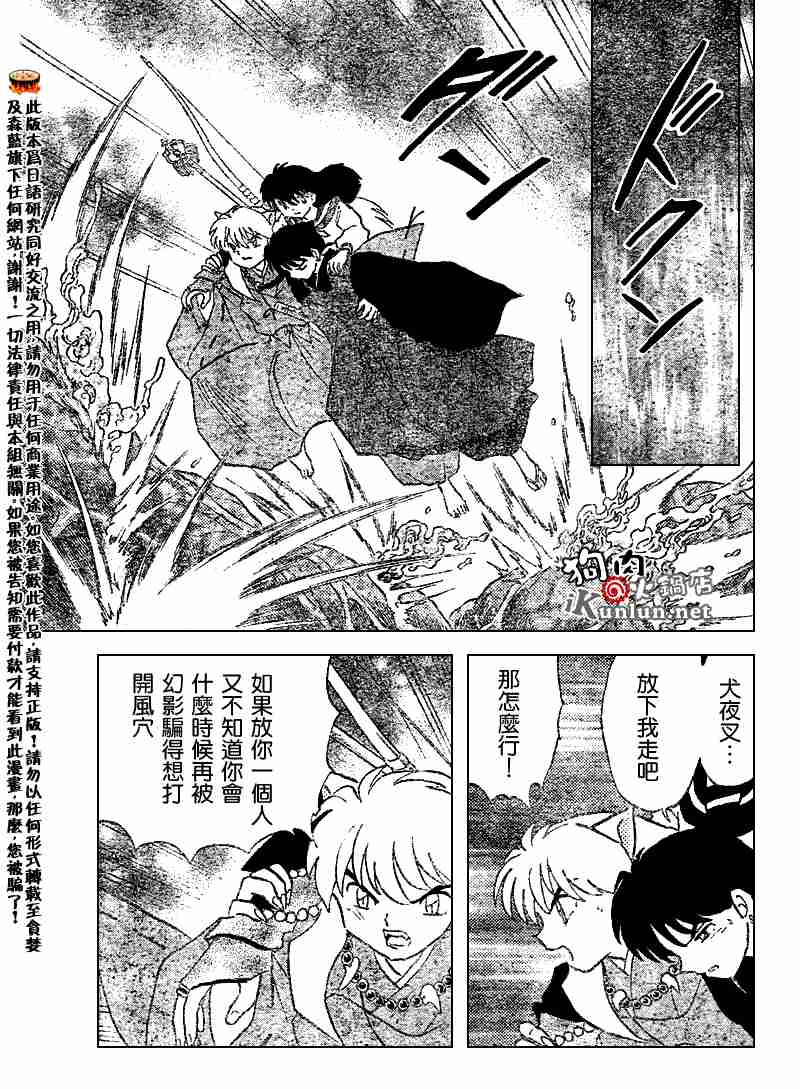 ドドン
ダダン
狗肉
火鍋店
iKunlun.net
犬夜叉…
放下我走吧
那怎麼行！
如果放你一個人
又不知道你會
什麼時候再被
幻影騙得想打
開風穴
此版本爲日語研究同好交流之用，請勿用于任何商業用途，如您喜歡此作品，請支持正版！請勿以任何形式轉載至貪婪
及森藍旗下任何網站，謝謝！一切法律責任與本組無關，如果您被告知需要付款才能看到此漫畫，那麼，您被騙了！